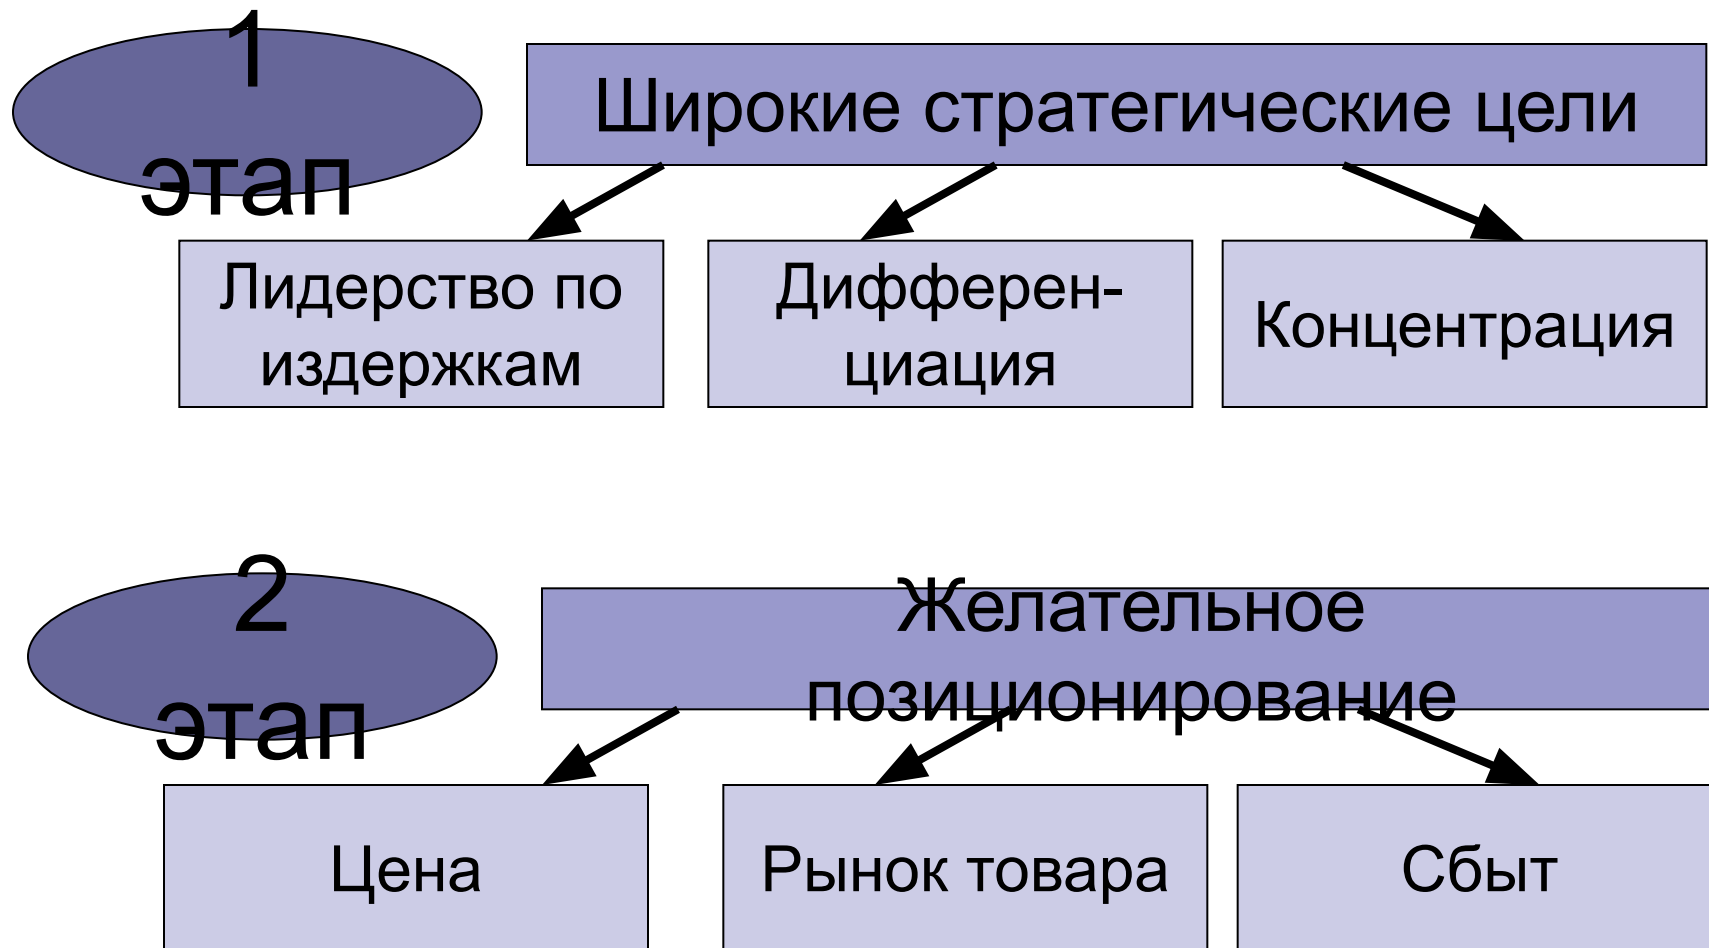 1
этап
Широкие стратегические цели
Лидерство по
издержкам
Дифферен-
циация
Концентрация
2
этап
Желательное
позиционирование
Цена
Рынок товара
Сбыт